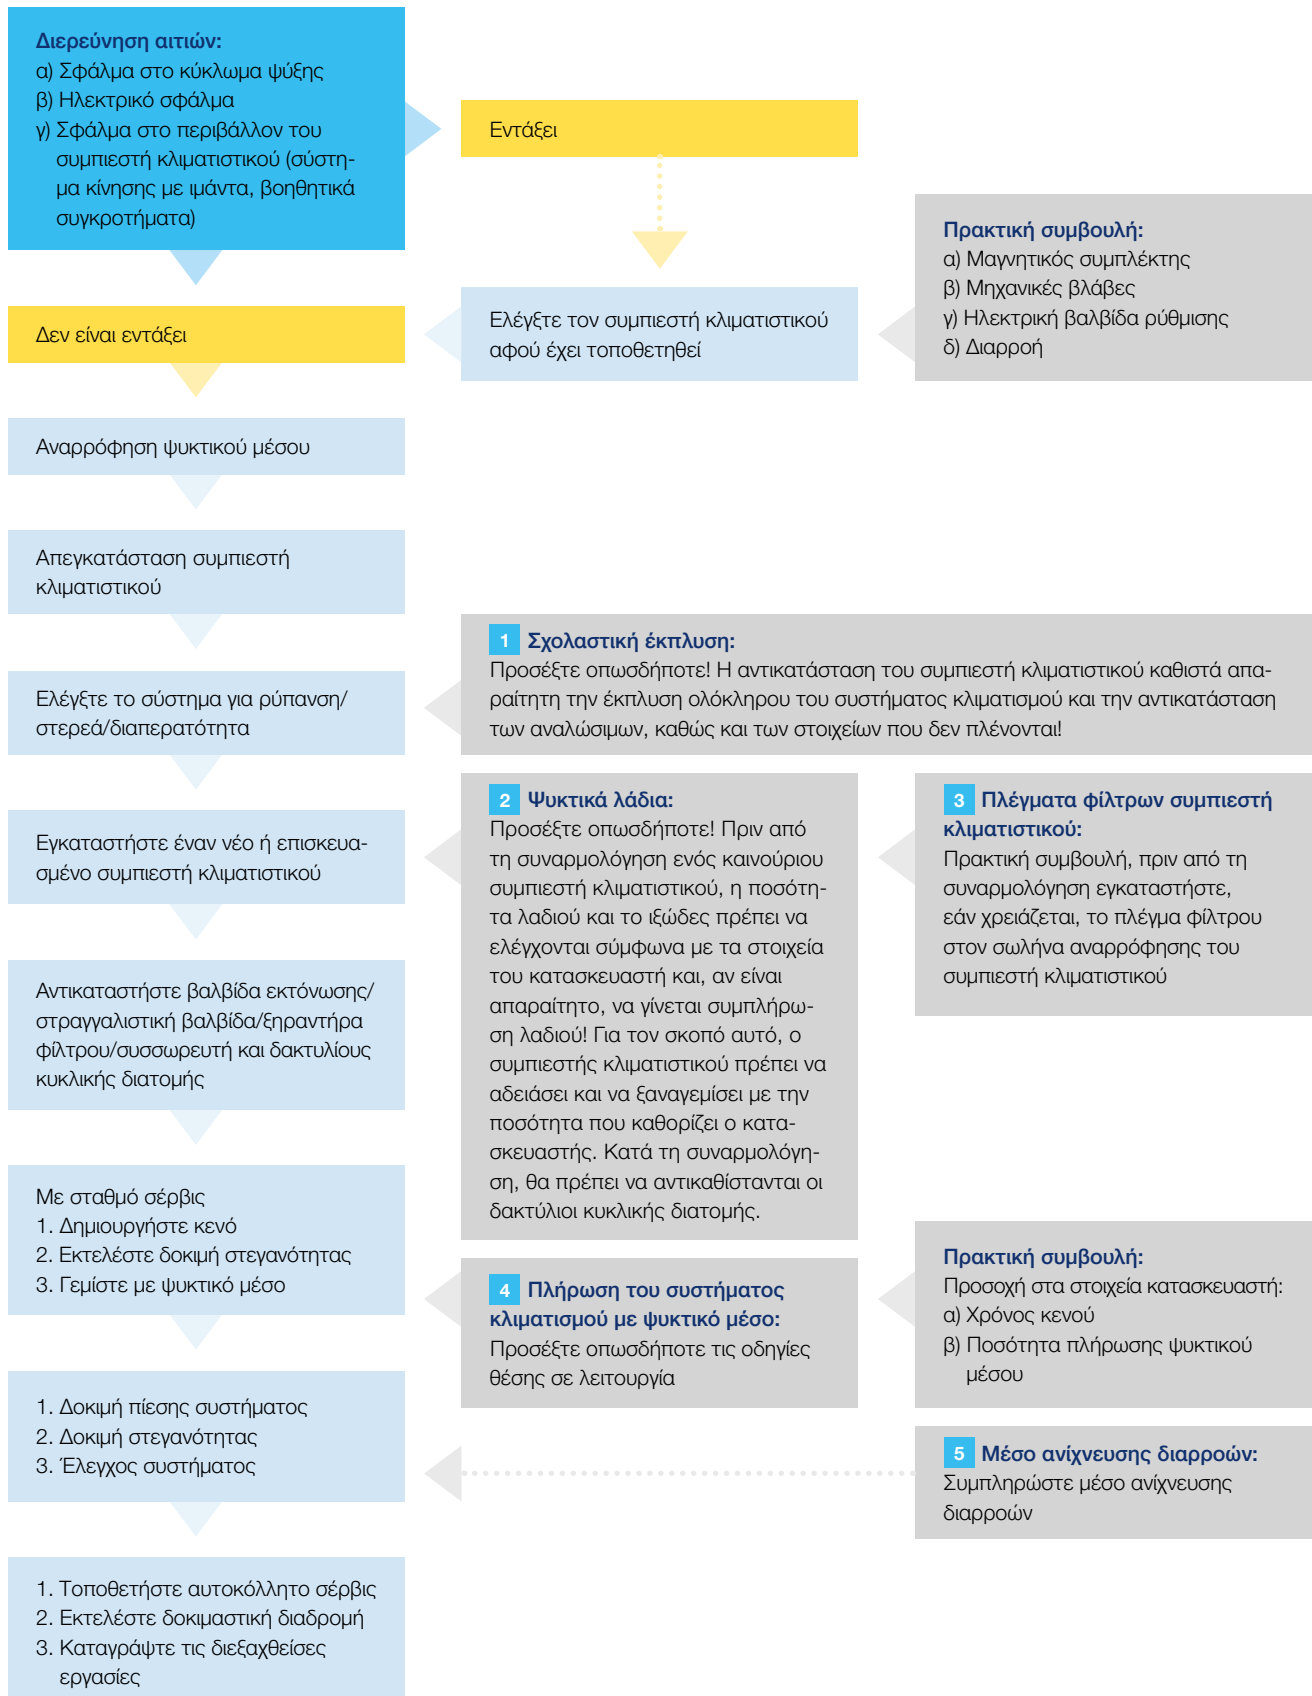 Διερεύνηση αιτιών:
α) Σφάλμα στο κύκλωμα ψύξης
β) Ηλεκτρικό σφάλμα
γ) Σφάλμα στο περιβάλλον του
συμπιεστή κλιματιστικού (σύστη-
μα κίνησης με ιμάντα, βοηθητικά
συγκροτήματα)
Εντάξει
Πρακτική συμβουλή:
α) Μαγνητικός συμπλέκτης
β) Μηχανικές βλάβες
γ) Ηλεκτρική βαλβίδα ρύθμισης
δ) Διαρροή
Ελέγξτε τον συμπιεστή κλιματιστικού
αφού έχει τοποθετηθεί
Δεν είναι εντάξει
Αναρρόφηση ψυκτικού μέσου
Απεγκατάσταση συμπιεστή
κλιματιστικού
1 Σχολαστική έκπλυση:
Προσέξτε οπωσδήποτε! Η αντικατάσταση του συμπιεστή κλιματιστικού καθιστά απα-
ραίτητη την έκπλυση ολόκληρου του συστήματος κλιματισμού και την αντικατάσταση
των αναλώσιμων, καθώς και των στοιχείων που δεν πλένονται!
Ελέγξτε το σύστημα για ρύπανση/
στερεά/διαπερατότητα
2 Ψυκτικά λάδια:
Προσέξτε οπωσδήποτε! Πριν από
τη συναρμολόγηση ενός καινούριου
συμπιεστή κλιματιστικού, η ποσότη-
τα λαδιού και το ιξώδες πρέπει να
ελέγχονται σύμφωνα με τα στοιχεία
του κατασκευαστή και, αν είναι
απαραίτητο, να γίνεται συμπλήρω-
ση λαδιού! Για τον σκοπό αυτό, ο
συμπιεστής κλιματιστικού πρέπει να
αδειάσει και να ξαναγεμίσει με την
ποσότητα που καθορίζει ο κατα-
σκευαστής. Κατά τη συναρμολόγη-
ση, θα πρέπει να αντικαθίστανται οι
δακτύλιοι κυκλικής διατομής.
3 Πλέγματα φίλτρων συμπιεστή
κλιματιστικού:
Πρακτική συμβουλή, πριν από τη
συναρμολόγηση εγκαταστήστε,
εάν χρειάζεται, το πλέγμα φίλτρου
στον σωλήνα αναρρόφησης του
συμπιεστή κλιματιστικού
Εγκαταστήστε έναν νέο ή επισκευα-
σμένο συμπιεστή κλιματιστικού
Αντικαταστήστε βαλβίδα εκτόνωσης/
στραγγαλιστική βαλβίδα/ξηραντήρα
φίλτρου/συσσωρευτή και δακτυλίους
κυκλικής διατομής
Με σταθμό σέρβις
1. Δημιουργήστε κενό
2. Εκτελέστε δοκιμή στεγανότητας
3. Γεμίστε με ψυκτικό μέσο
4 Πλήρωση του συστήματος
κλιματισμού με ψυκτικό μέσο:
Προσέξτε οπωσδήποτε τις οδηγίες
θέσης σε λειτουργία
Πρακτική συμβουλή:
Προσοχή στα στοιχεία κατασκευαστή:
α) Χρόνος κενού
β) Ποσότητα πλήρωσης ψυκτικού
μέσου
1. Δοκιμή πίεσης συστήματος
2. Δοκιμή στεγανότητας
3. Έλεγχος συστήματος
5 Μέσο ανίχνευσης διαρροών:
Συμπληρώστε μέσο ανίχνευσης
διαρροών
1. Τοποθετήστε αυτοκόλλητο σέρβις
2. Εκτελέστε δοκιμαστική διαδρομή
3. Καταγράψτε τις διεξαχθείσες
εργασίες